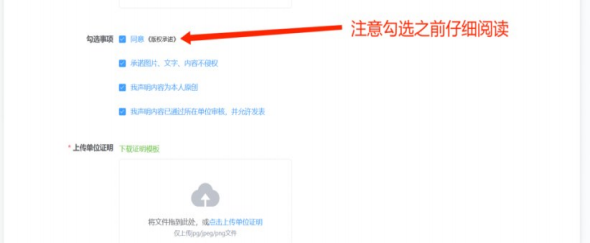 注意勾选之前仔细阅读
勾选事项 同意 《版权承诺》
承诺图片、文字、内容不侵权
我声明内容为本人原创
我声明内容已通过所在单位审核，并允许发表
* 上传单位证明 下载证明模板
将文件拖到此处，或点击上传单位证明
仅上传jpg/jpeg/png文件